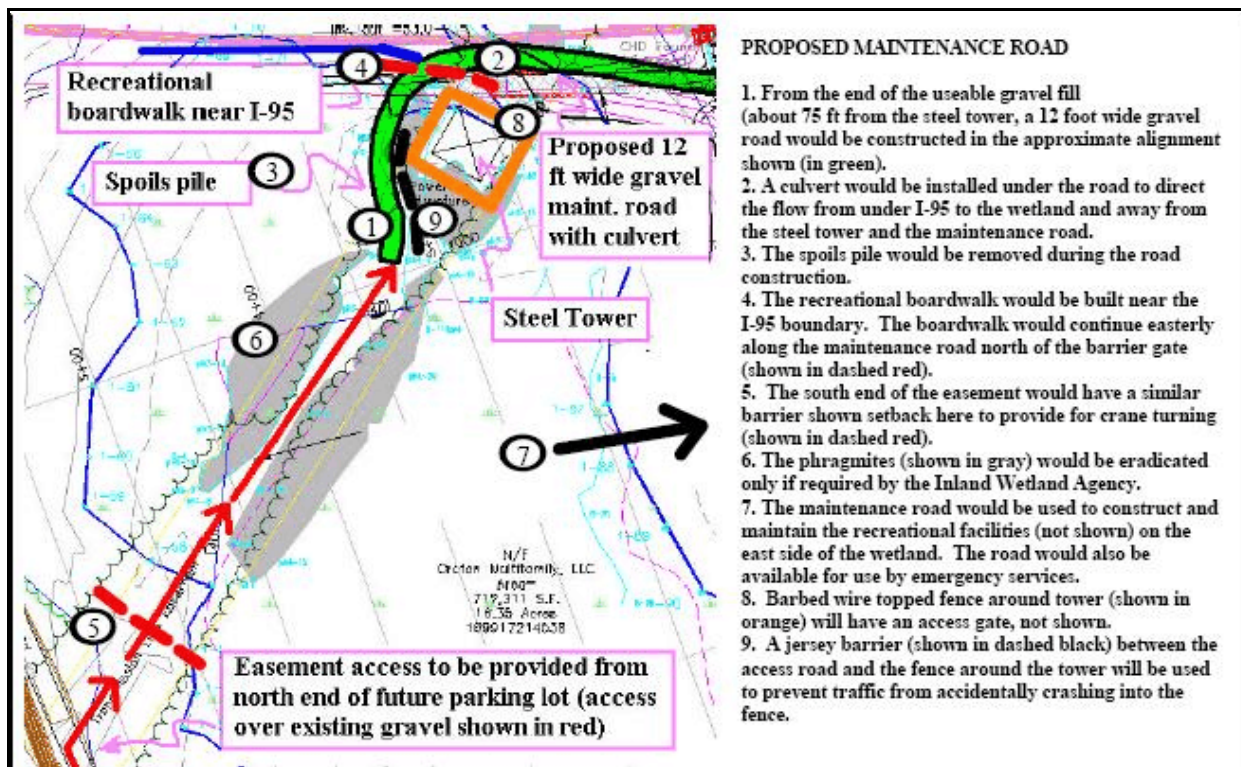 CHD
2
4
Recreational
boardwalk near I-95
8
Proposed 12
ft wide gravel
maint. road
with culvert
3
Spoils pile
1
9
Steel Tower
6
7
N/F
Groton Multifamily, LLC
5
Easement access to be provided from
north end of future parking lot (access
over existing gravel shown in red)
PROPOSED MAINTENANCE ROAD
1. From the end of the useable gravel fill
(about 75 ft from the steel tower, a 12 foot wide gravel
road would be constructed in the approximate alignment
shown (in green).
2. A culvert would be installed under the road to direct
the flow from under I-95 to the wetland and away from
the steel tower and the maintenance road.
3. The spoils pile would be removed during the road
construction.
4. The recreational boardwalk would be built near the
I-95 boundary. The boardwalk would continue easterly
along the maintenance road north of the barrier gate
(shown in dashed red).
5. The south end of the easement would have a similar
barrier shown setback here to provide for crane turning
(shown in dashed red).
6. The phragmites (shown in gray) would be eradicated
only if required by the Inland Wetland Agency.
7. The maintenance road would be used to construct and
maintain the recreational facilities (not shown) on the
east side of the wetland. The road would also be
available for use by emergency services.
8. Barbed wire topped fence around tower (shown in
orange) will have an access gate, not shown.
9. A jersey barrier (shown in dashed black) between the
access road and the fence around the tower will be used
to prevent traffic from accidentally crashing into the
fence.